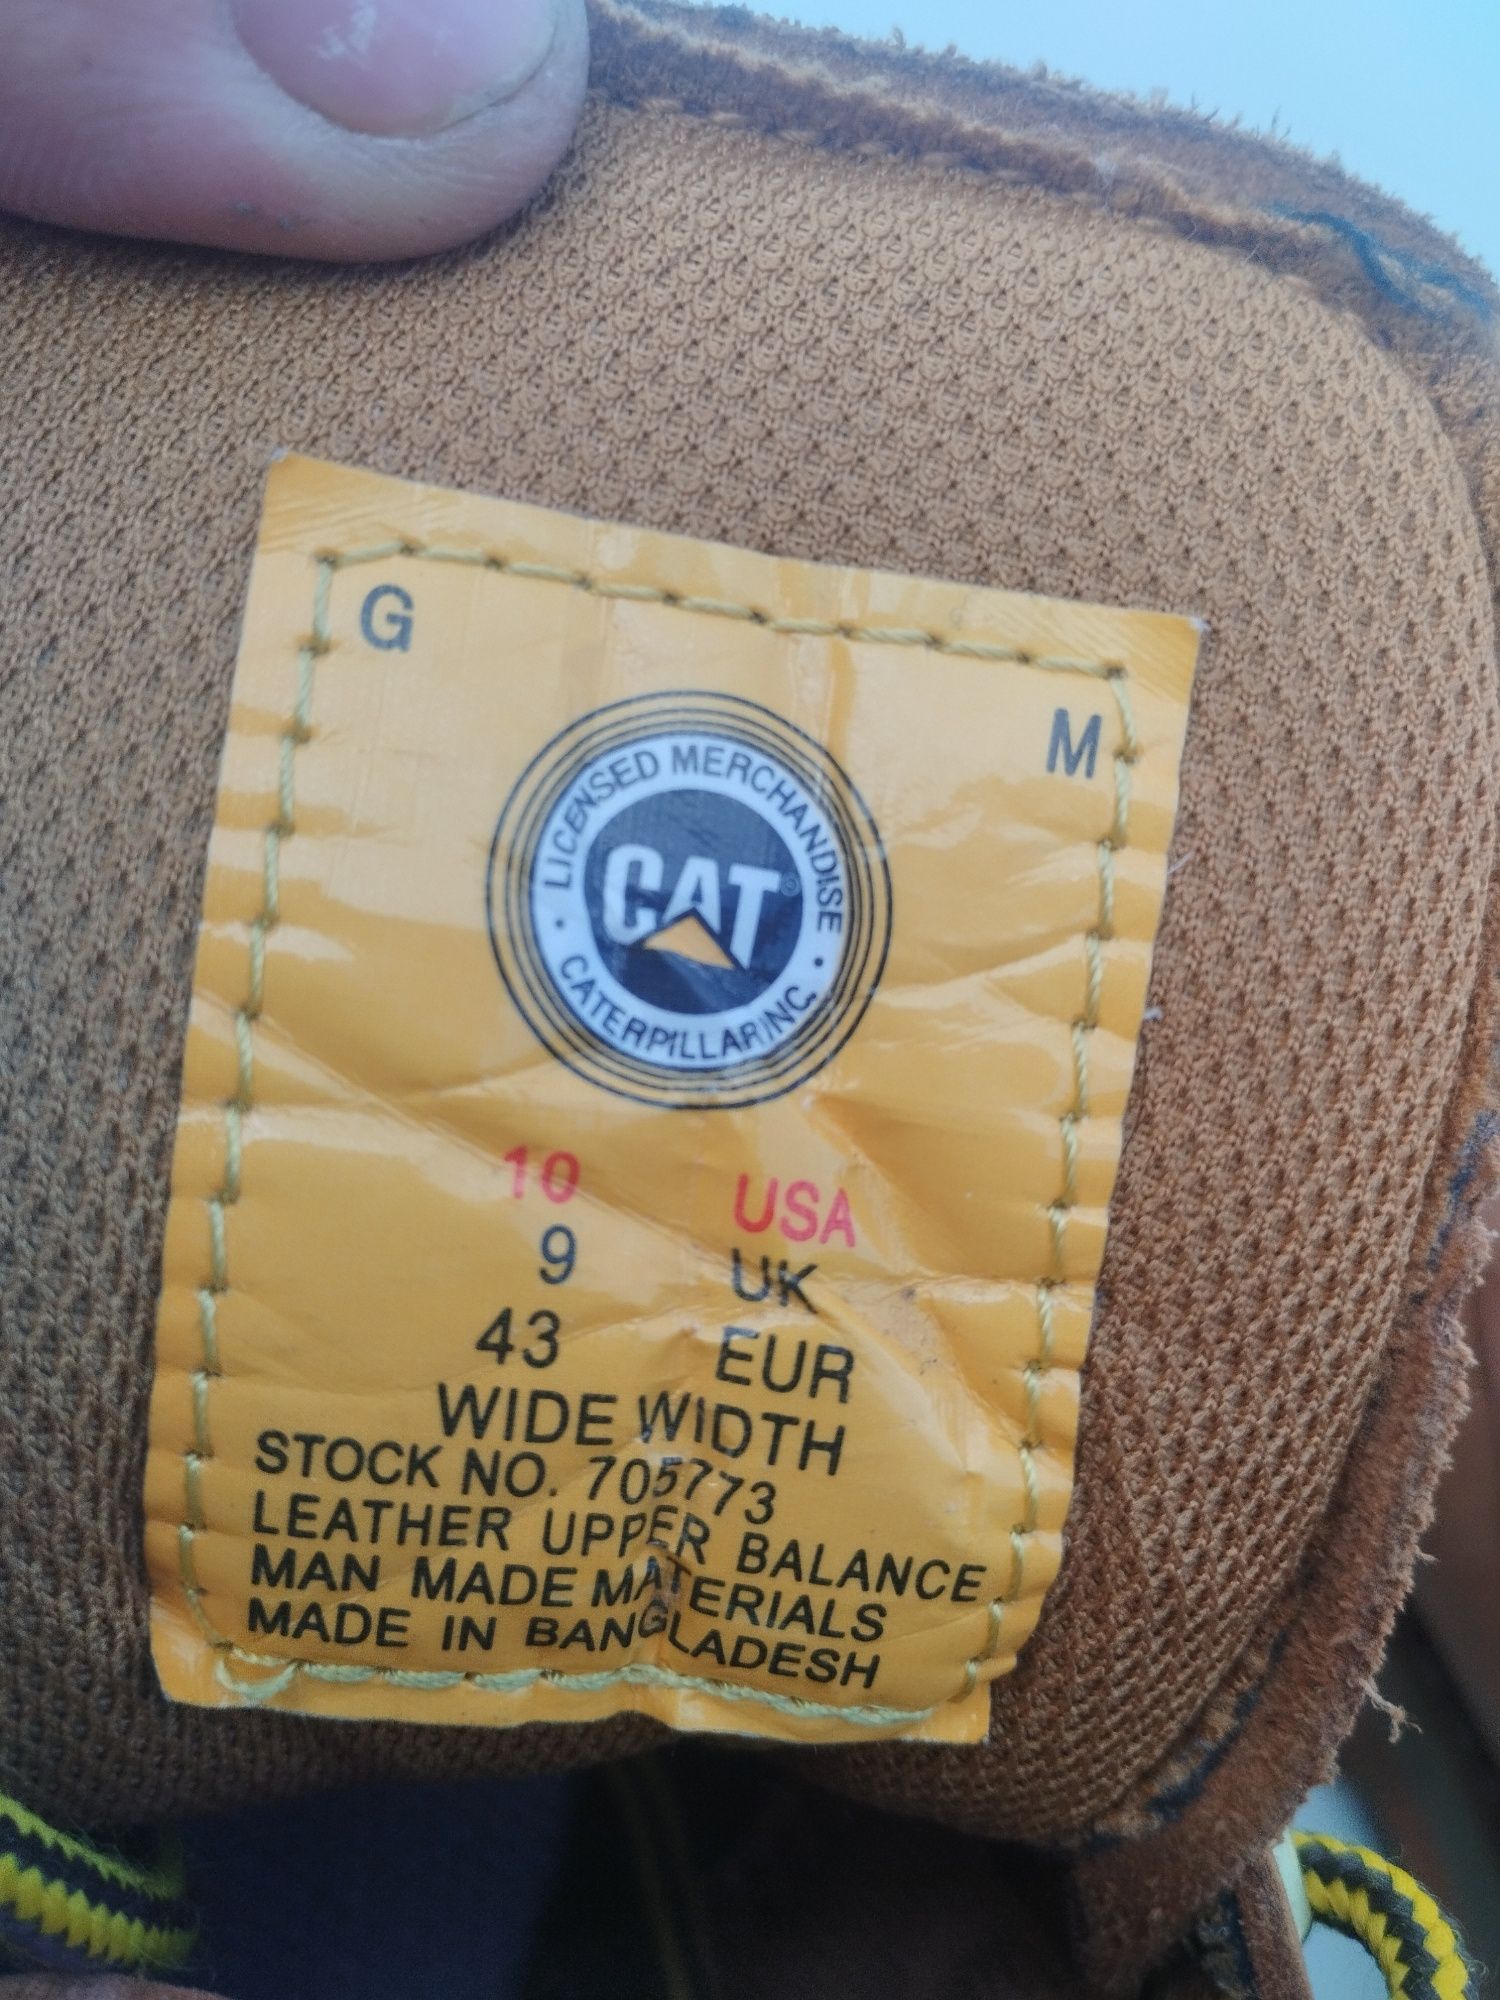 G
M
LICENSED MERCHANDISE
CAT®
CATERPILLAR INC.
10 USA
9 UK
43 EUR
WIDE WIDTH
STOCK NO. 705773
LEATHER UPPER BALANCE
MAN MADE MATERIALS
MADE IN BANGLADESH